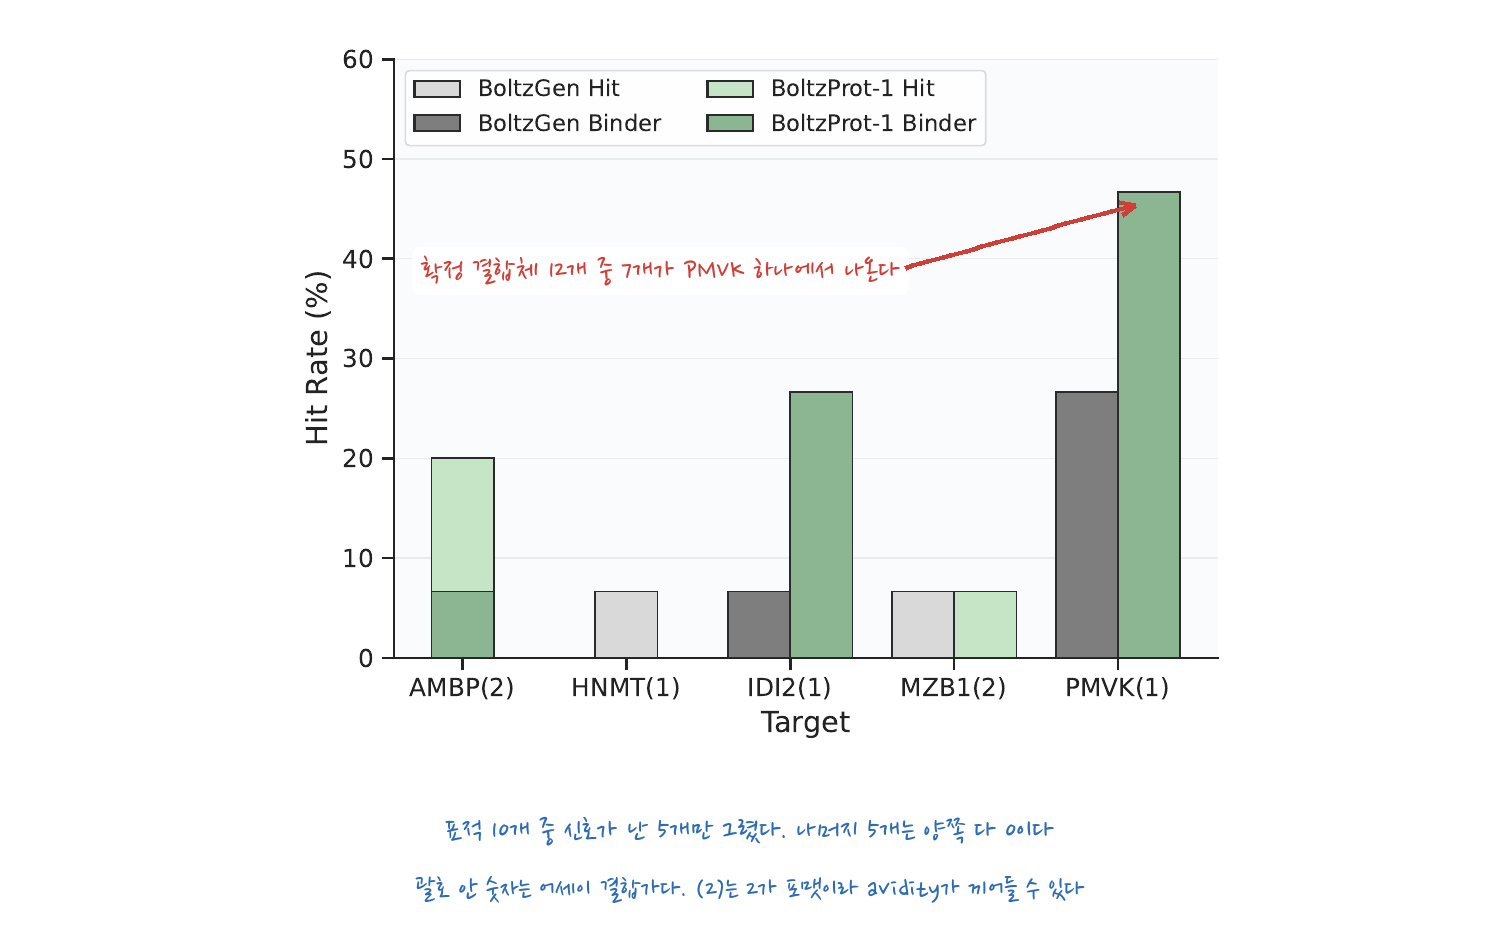 60
BoltzGen Hit
BoltzProt-1 Hit
BoltzGen Binder
BoltzProt-1 Binder
50
40
확정 결합체 12개 중 7개가 PMVK 하나에서 나온다
30
20
10
0
Hit Rate (%)
AMBP(2) HNMT(1) IDI2(1) MZB1(2) PMVK(1)
Target
표적 10개 중 신호가 난 5개만 그렸다. 나머지 5개는 양쪽 다 0이다
괄호 안 숫자는 어세이 결합가다. (2)는 2가 포맷이라 avidity가 끼어들 수 있다